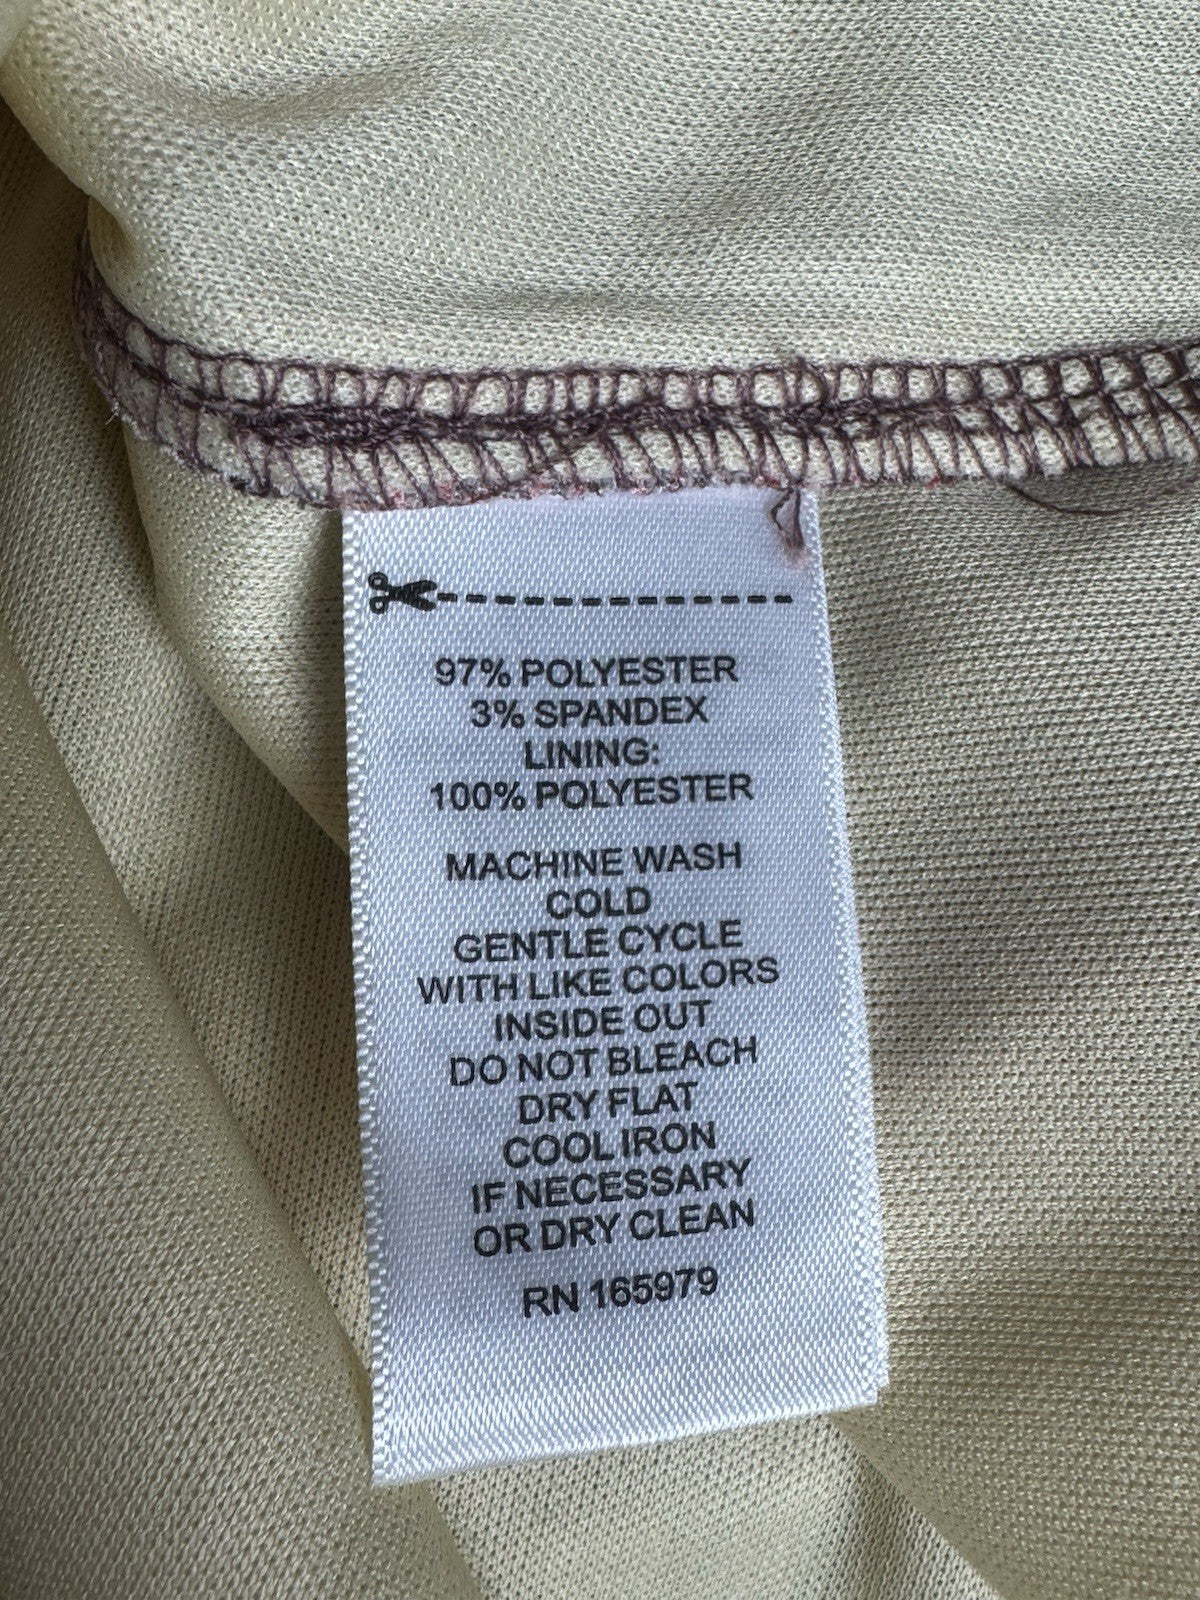 97% POLYESTER
3% SPANDEX
LINING:
100% POLYESTER
MACHINE WASH
COLD
GENTLE CYCLE
WITH LIKE COLORS
INSIDE OUT
DO NOT BLEACH
DRY FLAT
COOL IRON
IF NECESSARY
OR DRY CLEAN
RN 165979